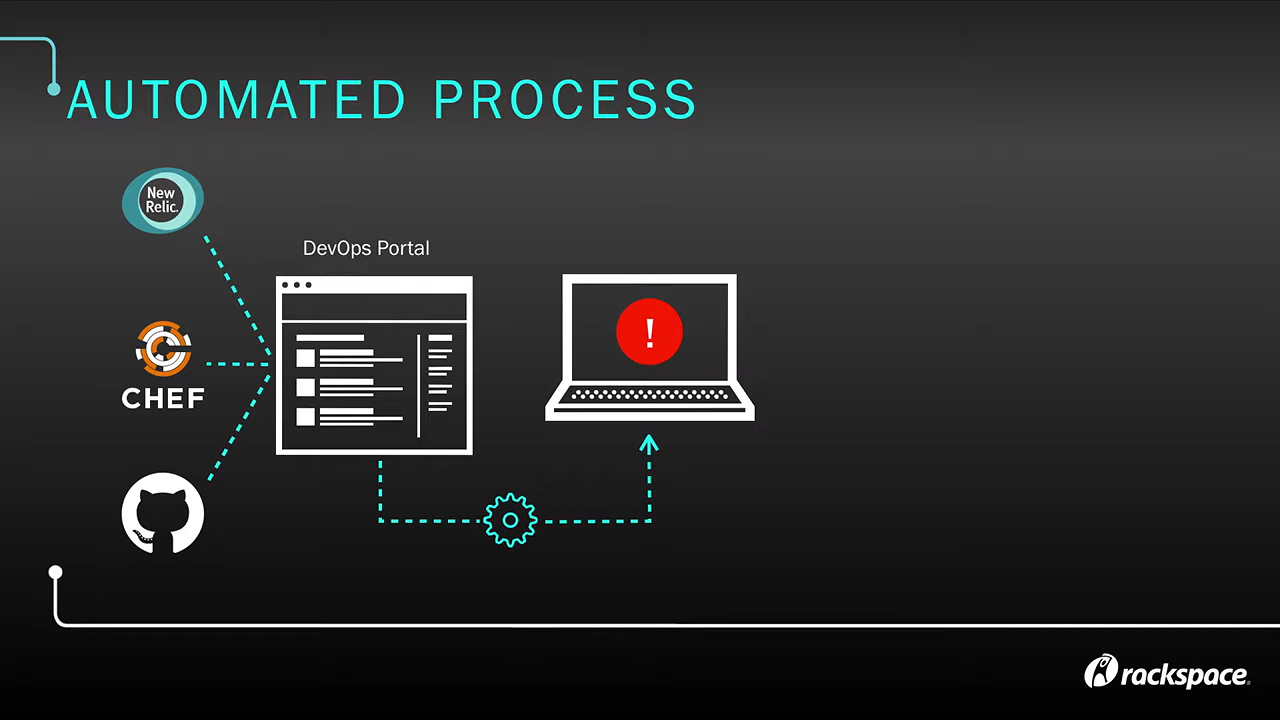 AUTOMATED PROCESS
New
Relic.
DevOps Portal
!
CHEF
rackspace®